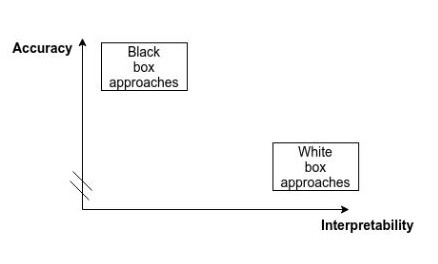 Accuracy
Black
box
approaches
White
box
approaches
Interpretability